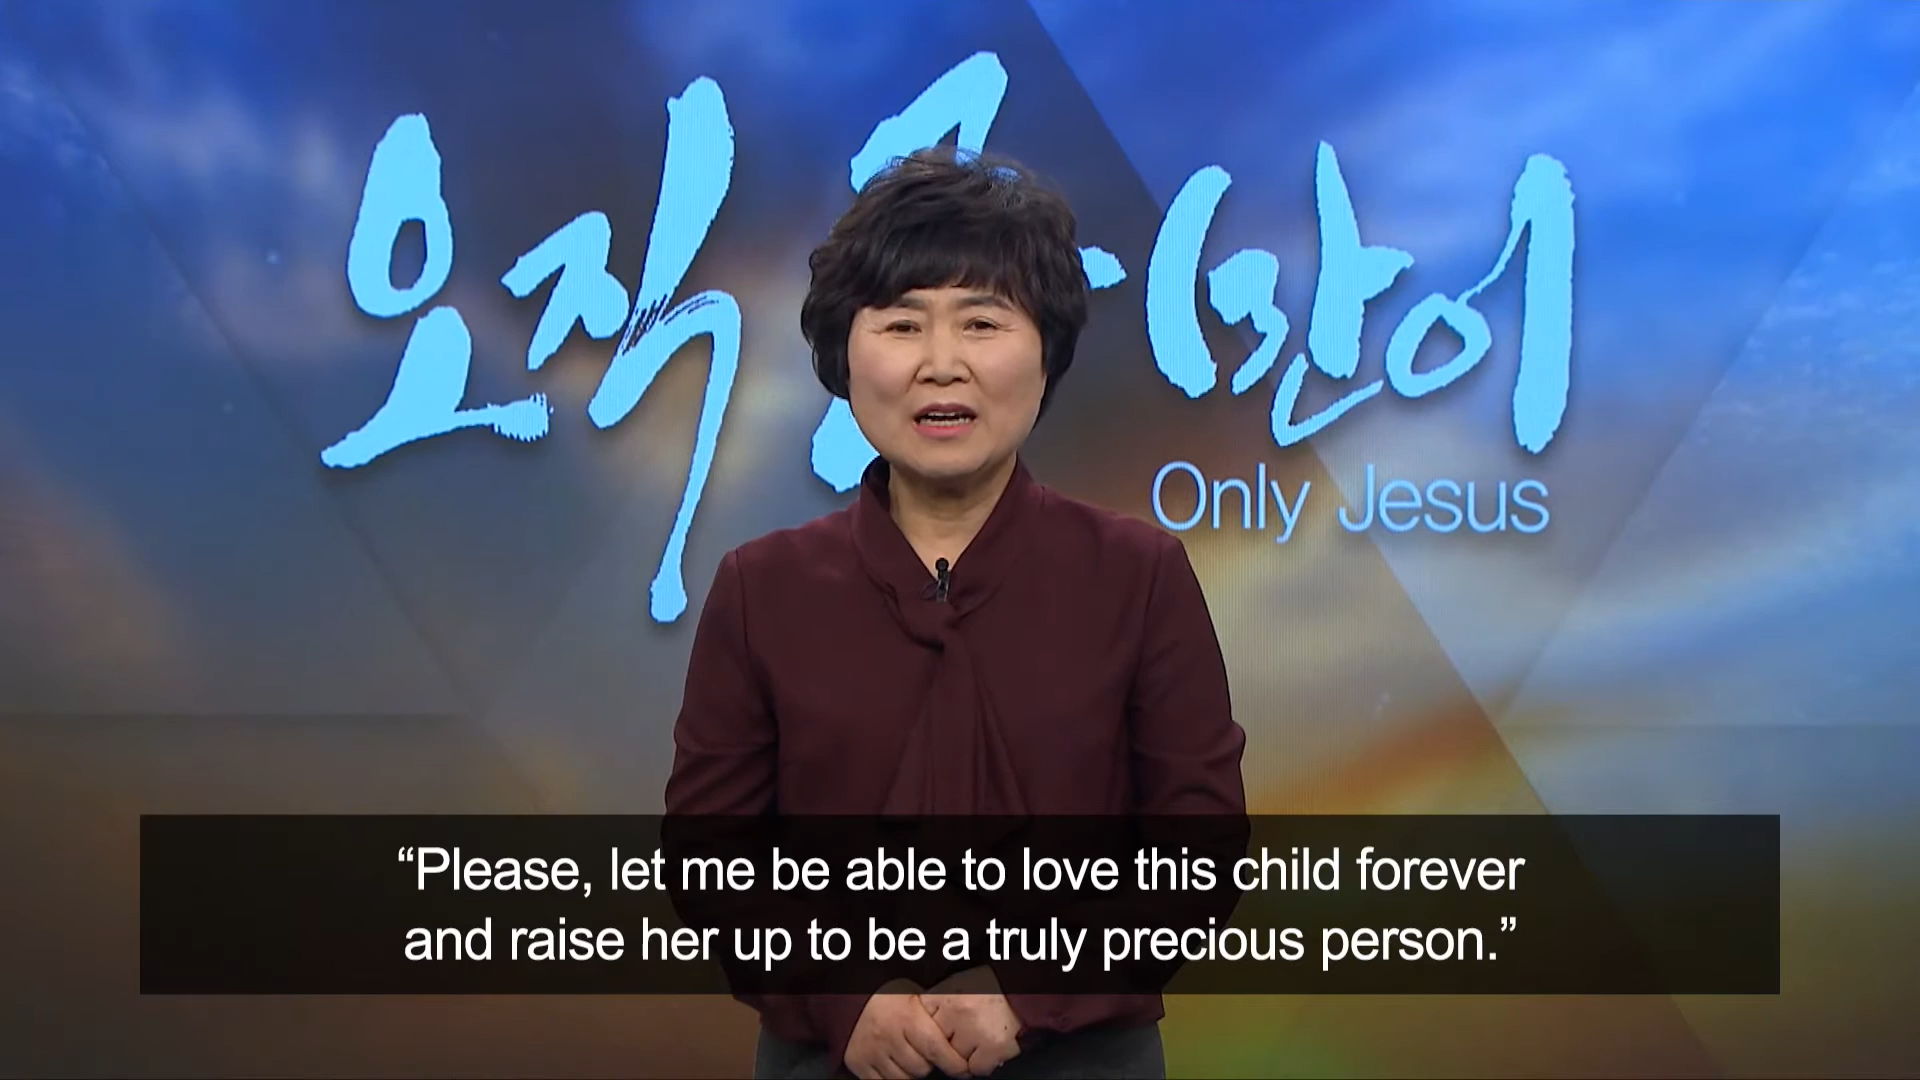 오직
만이
Only Jesus
“Please, let me be able to love this child forever
and raise her up to be a truly precious person.”